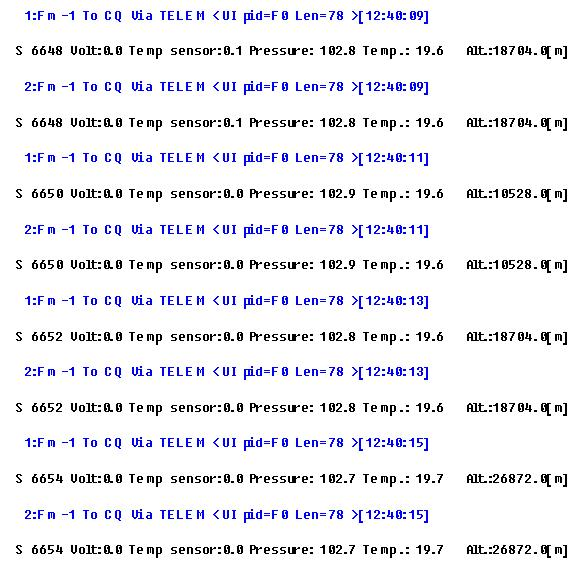 1:Fm -1 To CQ Via TELEM <UI pid=F0 Len=78 >[12:40:09]
S 6648 Volt:0.0 Temp sensor:0.1 Pressure: 102.8 Temp.: 19.6 Alt.:18704.0[m]
2:Fm -1 To CQ Via TELEM <UI pid=F0 Len=78 >[12:40:09]
S 6648 Volt:0.0 Temp sensor:0.1 Pressure: 102.8 Temp.: 19.6 Alt.:18704.0[m]
1:Fm -1 To CQ Via TELEM <UI pid=F0 Len=78 >[12:40:11]
S 6650 Volt:0.0 Temp sensor:0.0 Pressure: 102.9 Temp.: 19.6 Alt.:10528.0[m]
2:Fm -1 To CQ Via TELEM <UI pid=F0 Len=78 >[12:40:11]
S 6650 Volt:0.0 Temp sensor:0.0 Pressure: 102.9 Temp.: 19.6 Alt.:10528.0[m]
1:Fm -1 To CQ Via TELEM <UI pid=F0 Len=78 >[12:40:13]
S 6652 Volt:0.0 Temp sensor:0.0 Pressure: 102.8 Temp.: 19.6 Alt.:18704.0[m]
2:Fm -1 To CQ Via TELEM <UI pid=F0 Len=78 >[12:40:13]
S 6652 Volt:0.0 Temp sensor:0.0 Pressure: 102.8 Temp.: 19.6 Alt.:18704.0[m]
1:Fm -1 To CQ Via TELEM <UI pid=F0 Len=78 >[12:40:15]
S 6654 Volt:0.0 Temp sensor:0.0 Pressure: 102.7 Temp.: 19.7 Alt.:26872.0[m]
2:Fm -1 To CQ Via TELEM <UI pid=F0 Len=78 >[12:40:15]
S 6654 Volt:0.0 Temp sensor:0.0 Pressure: 102.7 Temp.: 19.7 Alt.:26872.0[m]